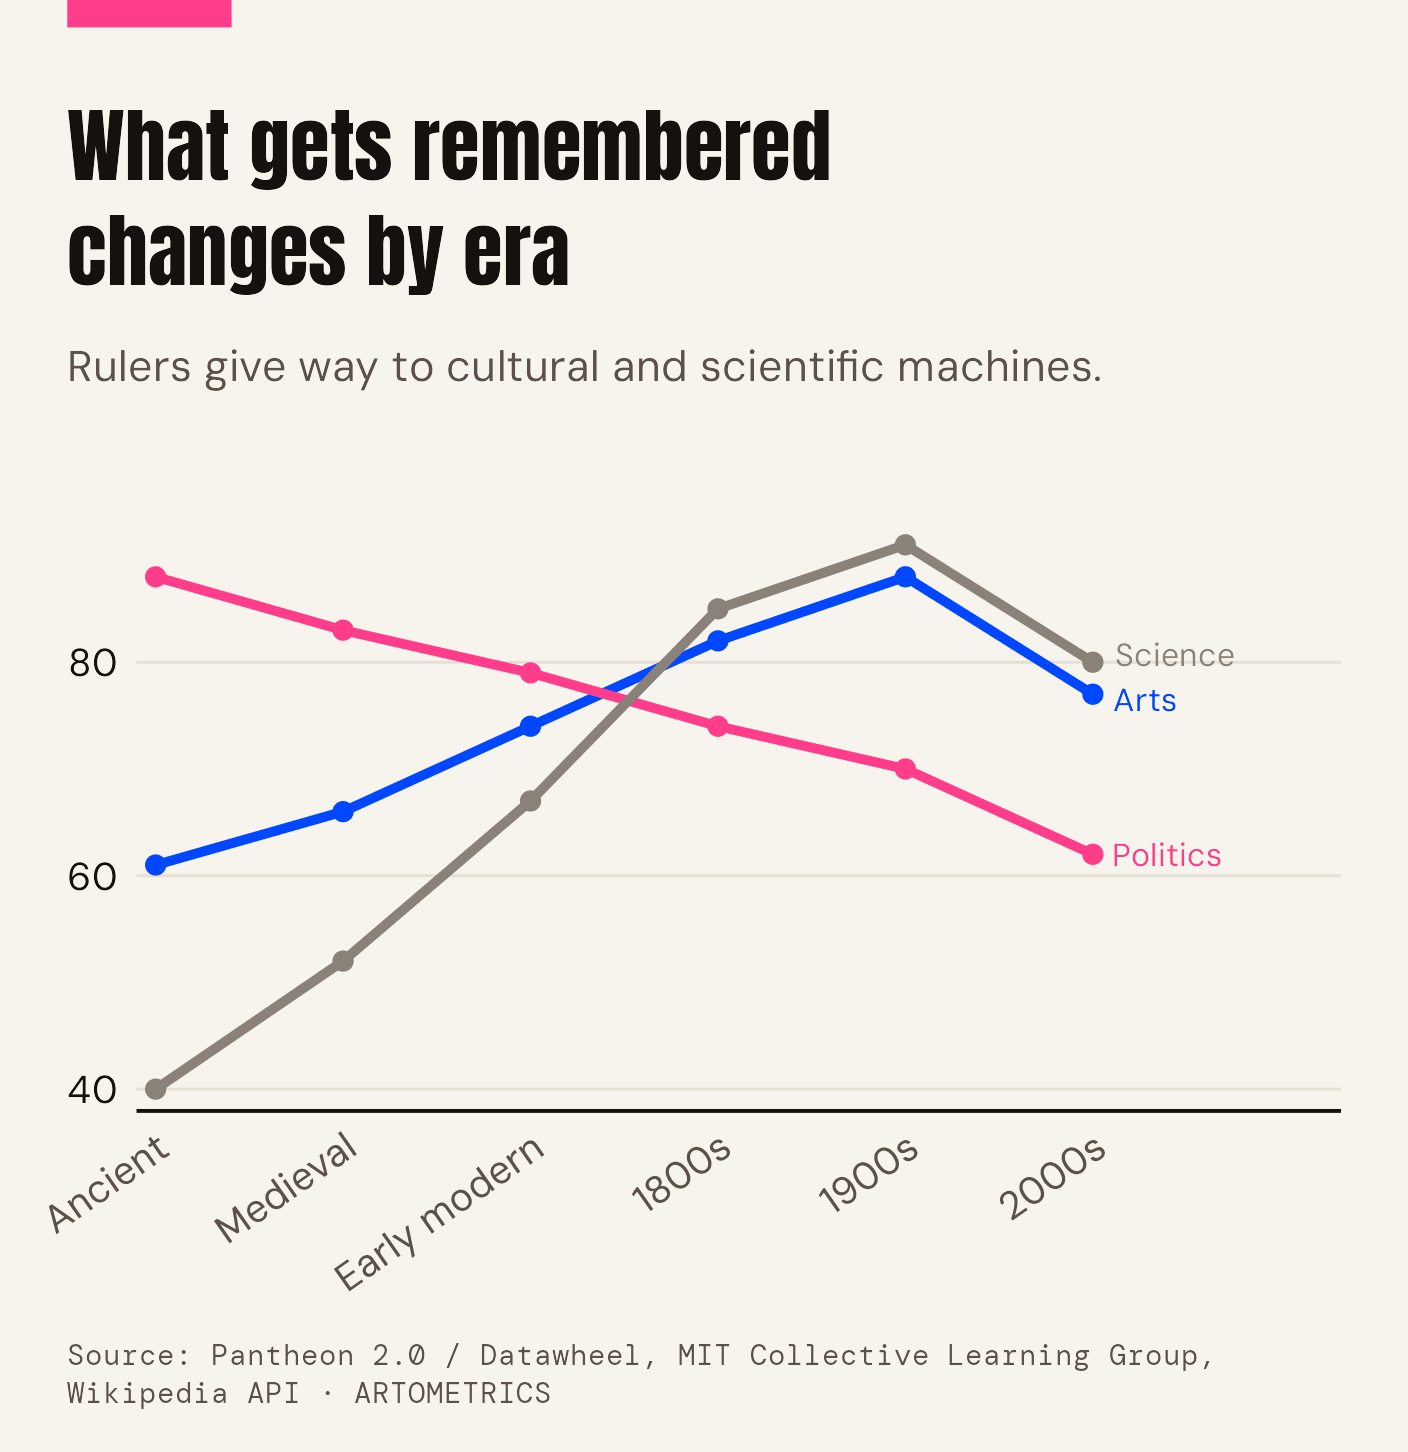 What gets remembered
changes by era
Rulers give way to cultural and scientific machines.
80
60
40
Science
Arts
Politics
Ancient
Medieval
Early modern
1800s
1900s
2000s
Source: Pantheon 2.0 / Datawheel, MIT Collective Learning Group,
Wikipedia API · ARTOMETRICS